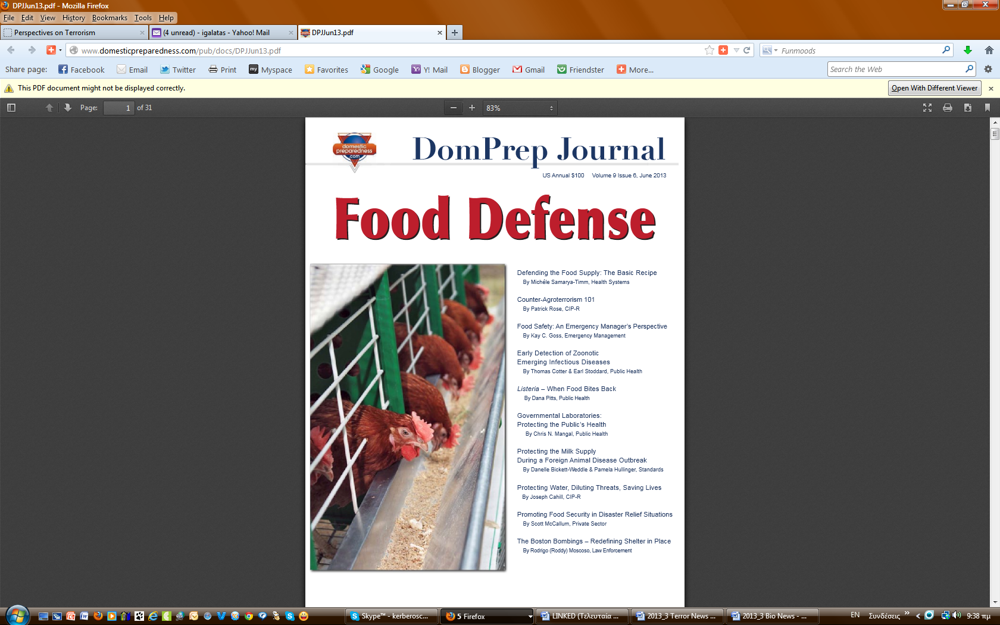 DPJJun13.pdf - Mozilla Firefox
File Edit View History Bookmarks Tools Help
Perspectives on Terrorism
(4 unread) - igalatas - Yahoo! Mail
DPJJun13.pdf
www.domesticpreparedness.com/pub/docs/DPJJun13.pdf
Funmoods
Share page: Facebook Email Twitter Print my Myspace Favorites Google Y! Mail Blogger Gmail Friendster More...
Search the Web
This PDF document might not be displayed correctly.
Open With Different Viewer
Page: 1 of 31
83%
domestic
preparedness
.com
DomPrep Journal
US Annual $100 Volume 9 Issue 6, June 2013
Food Defense
Defending the Food Supply: The Basic Recipe
By Michéle Samarya-Timm, Health Systems
Counter-Agroterrorism 101
By Patrick Rose, CIP-R
Food Safety: An Emergency Manager's Perspective
By Kay C. Goss, Emergency Management
Early Detection of Zoonotic
Emerging Infectious Diseases
By Thomas Cotter & Earl Stoddard, Public Health
Listeria – When Food Bites Back
By Dana Pitts, Public Health
Governmental Laboratories:
Protecting the Public's Health
By Chris N. Mangal, Public Health
Protecting the Milk Supply
During a Foreign Animal Disease Outbreak
By Danelle Bickett-Weddle & Pamela Hullinger, Standards
Protecting Water, Diluting Threats, Saving Lives
By Joseph Cahill, CIP-R
Promoting Food Security in Disaster Relief Situations
By Scott McCallum, Private Sector
The Boston Bombings – Redefining Shelter in Place
By Rodrigo (Roddy) Moscoso, Law Enforcement
Skype™ - kerberosc...
5 Firefox
LINKED (Τελευταία ...
2013_3 Terror News ...
2013_3 Bio News - ...
EN Συνδέσεις » 9:38 πμ